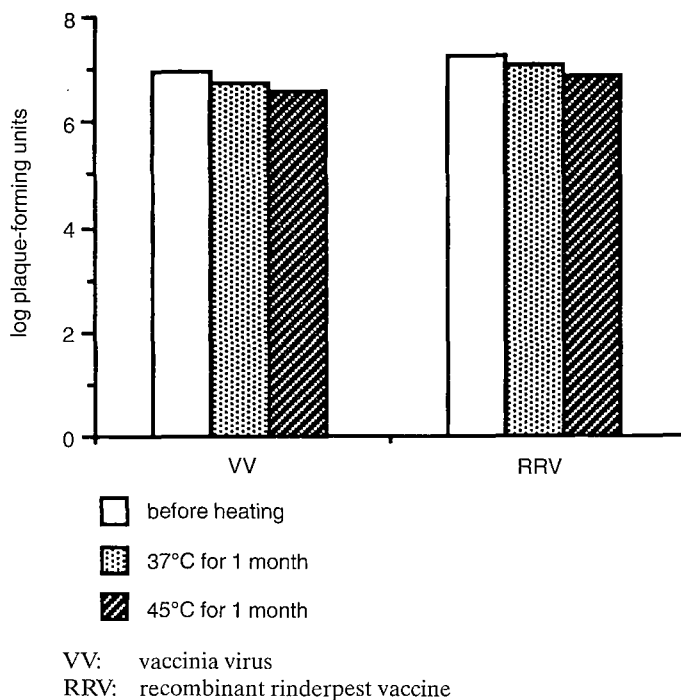 8
6
4
2
0
log plaque-forming units
VV
RRV
before heating
37°C for 1 month
45°C for 1 month
VV: vaccinia virus
RRV: recombinant rinderpest vaccine